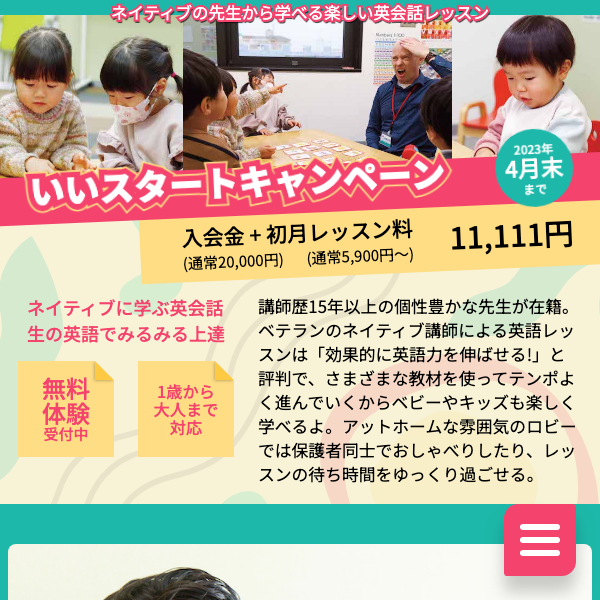 ネイティブの先生から学べる楽しい英会話レッスン
いいスタートキャンペーン
2023年
4月末
まで
入会金 + 初月レッスン料
(通常20,000円) (通常5,900円〜)
11,111円
ネイティブに学ぶ英会話
生の英語でみるみる上達
無料
体験
受付中
1歳から
大人まで
対応
講師歴15年以上の個性豊かな先生が在籍。
ベテランのネイティブ講師による英語レッ
スンは「効果的に英語力を伸ばせる!」と
評判で、さまざまな教材を使ってテンポよ
く進んでいくからベビーやキッズも楽しく
学べるよ。アットホームな雰囲気のロビー
では保護者同士でおしゃべりしたり、レッ
スンの待ち時間をゆっくり過ごせる。